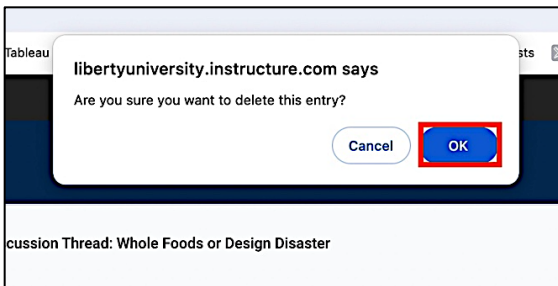 Tableau
sts
libertyuniversity.instructure.com says
Are you sure you want to delete this entry?
Cancel OK
cussion Thread: Whole Foods or Design Disaster